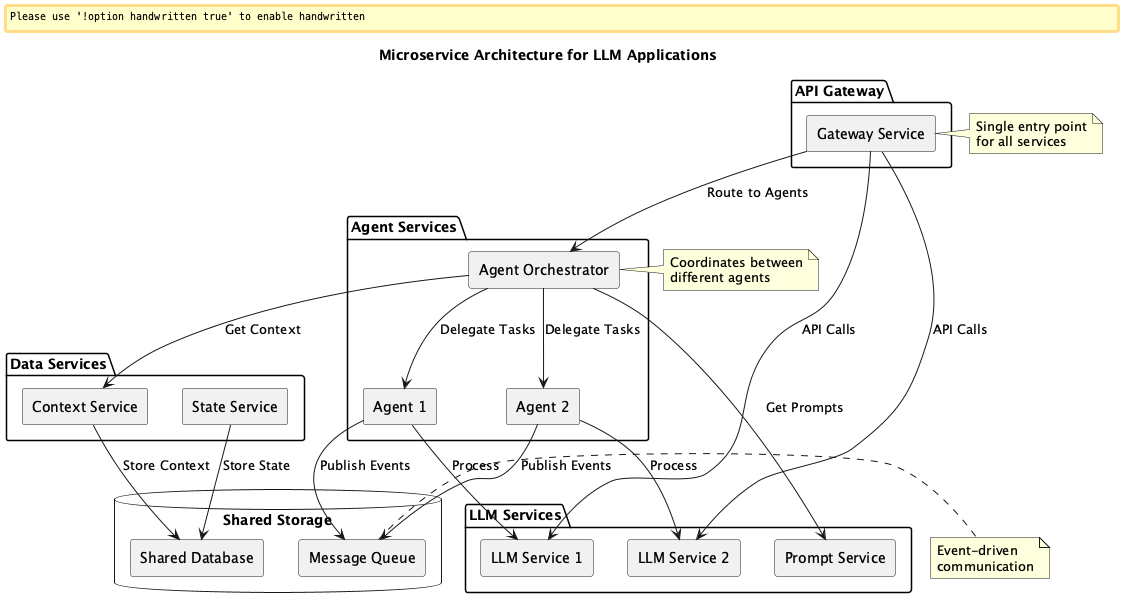 Please use '!option handwritten true' to enable handwritten
Microservice Architecture for LLM Applications
API Gateway
Gateway Service
Single entry point
for all services
Route to Agents
Agent Services
Agent Orchestrator
Coordinates between
different agents
Get Context
Delegate Tasks
Delegate Tasks
API Calls
API Calls
Data Services
Context Service
State Service
Agent 1
Agent 2
Get Prompts
Store Context
Store State
Publish Events
Process
Publish Events
Process
Shared Storage
Shared Database
Message Queue
LLM Services
LLM Service 1
LLM Service 2
Prompt Service
Event-driven
communication